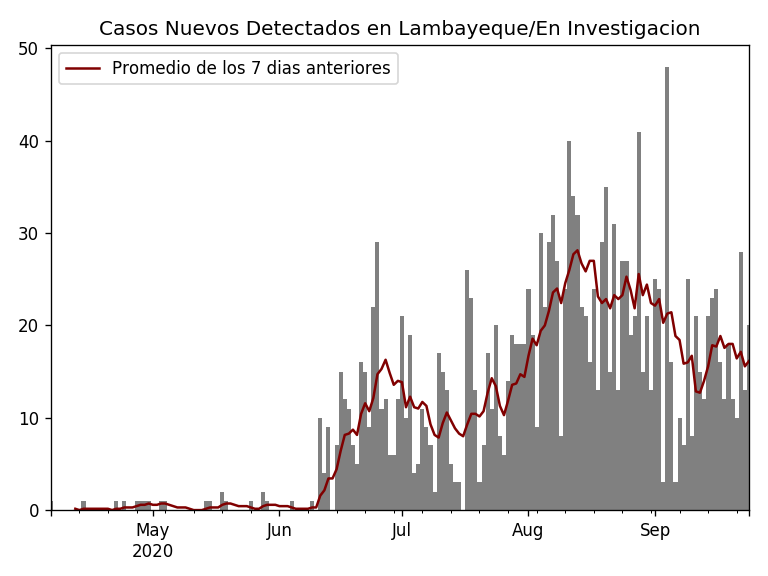 Casos Nuevos Detectados en Lambayeque/En Investigacion
Promedio de los 7 dias anteriores
50
40
30
20
10
0
May
2020
Jun
Jul
Aug
Sep